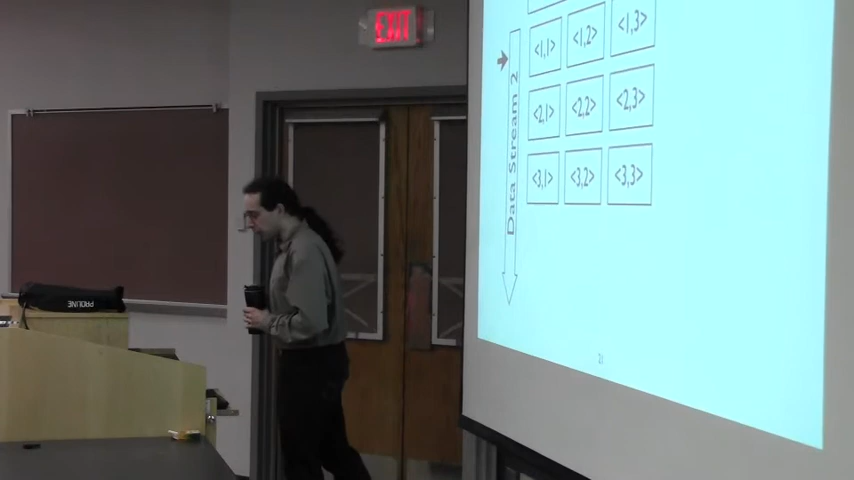 EXIT
<1,1> <1,2> <1,3>
<2,1> <2,2> <2,3>
<3,1> <3,2> <3,3>
Data Stream 2
21
PROLINE